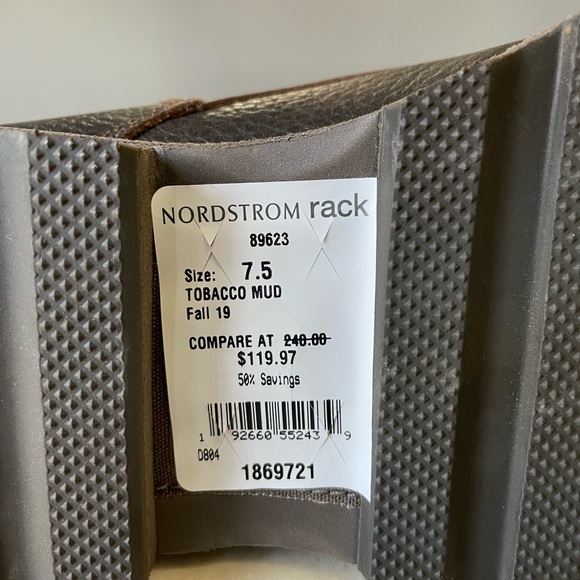 NORDSTROM rack
89623
Size: 7.5
TOBACCO MUD
Fall 19
COMPARE AT 240.00
$119.97
50% Savings
1 92660 55243 9
D804
1869721